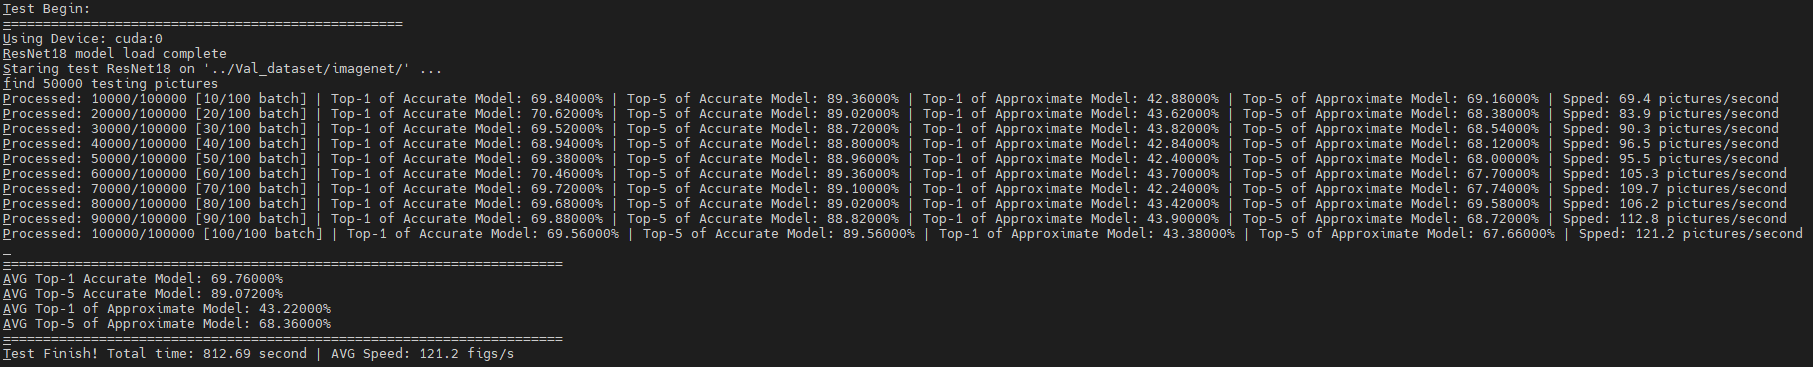 Test Begin:
==================================================
Using Device: cuda:0
ResNet18 model load complete
Staring test ResNet18 on '../Val_dataset/imagenet/' ...
find 50000 testing pictures
Processed: 10000/100000 [10/100 batch] | Top-1 of Accurate Model: 69.84000% | Top-5 of Accurate Model: 89.36000% | Top-1 of Approximate Model: 42.88000% | Top-5 of Approximate Model: 69.16000% | Spped: 69.4 pictures/second
Processed: 20000/100000 [20/100 batch] | Top-1 of Accurate Model: 70.62000% | Top-5 of Accurate Model: 89.02000% | Top-1 of Approximate Model: 43.62000% | Top-5 of Approximate Model: 68.38000% | Spped: 83.9 pictures/second
Processed: 30000/100000 [30/100 batch] | Top-1 of Accurate Model: 69.52000% | Top-5 of Accurate Model: 88.72000% | Top-1 of Approximate Model: 43.82000% | Top-5 of Approximate Model: 68.54000% | Spped: 90.3 pictures/second
Processed: 40000/100000 [40/100 batch] | Top-1 of Accurate Model: 68.94000% | Top-5 of Accurate Model: 88.80000% | Top-1 of Approximate Model: 42.84000% | Top-5 of Approximate Model: 68.12000% | Spped: 96.5 pictures/second
Processed: 50000/100000 [50/100 batch] | Top-1 of Accurate Model: 69.38000% | Top-5 of Accurate Model: 88.96000% | Top-1 of Approximate Model: 42.40000% | Top-5 of Approximate Model: 68.00000% | Spped: 95.5 pictures/second
Processed: 60000/100000 [60/100 batch] | Top-1 of Accurate Model: 70.46000% | Top-5 of Accurate Model: 89.36000% | Top-1 of Approximate Model: 43.70000% | Top-5 of Approximate Model: 67.70000% | Spped: 105.3 pictures/second
Processed: 70000/100000 [70/100 batch] | Top-1 of Accurate Model: 69.72000% | Top-5 of Accurate Model: 89.10000% | Top-1 of Approximate Model: 42.24000% | Top-5 of Approximate Model: 67.74000% | Spped: 109.7 pictures/second
Processed: 80000/100000 [80/100 batch] | Top-1 of Accurate Model: 69.68000% | Top-5 of Accurate Model: 89.02000% | Top-1 of Approximate Model: 43.42000% | Top-5 of Approximate Model: 69.58000% | Spped: 106.2 pictures/second
Processed: 90000/100000 [90/100 batch] | Top-1 of Accurate Model: 69.88000% | Top-5 of Accurate Model: 88.82000% | Top-1 of Approximate Model: 43.90000% | Top-5 of Approximate Model: 68.72000% | Spped: 112.8 pictures/second
Processed: 100000/100000 [100/100 batch] | Top-1 of Accurate Model: 69.56000% | Top-5 of Accurate Model: 89.56000% | Top-1 of Approximate Model: 43.38000% | Top-5 of Approximate Model: 67.66000% | Spped: 121.2 pictures/second
======================================================================
AVG Top-1 Accurate Model: 69.76000%
AVG Top-5 Accurate Model: 89.07200%
AVG Top-1 of Approximate Model: 43.22000%
AVG Top-5 of Approximate Model: 68.36000%
======================================================================
Test Finish! Total time: 812.69 second | AVG Speed: 121.2 figs/s